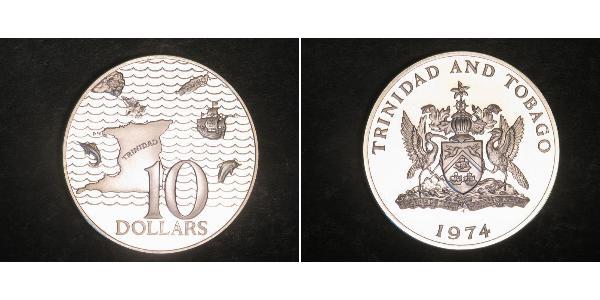 TRINIDAD
10
DOLLARS
TRINIDAD AND TOBAGO
1974